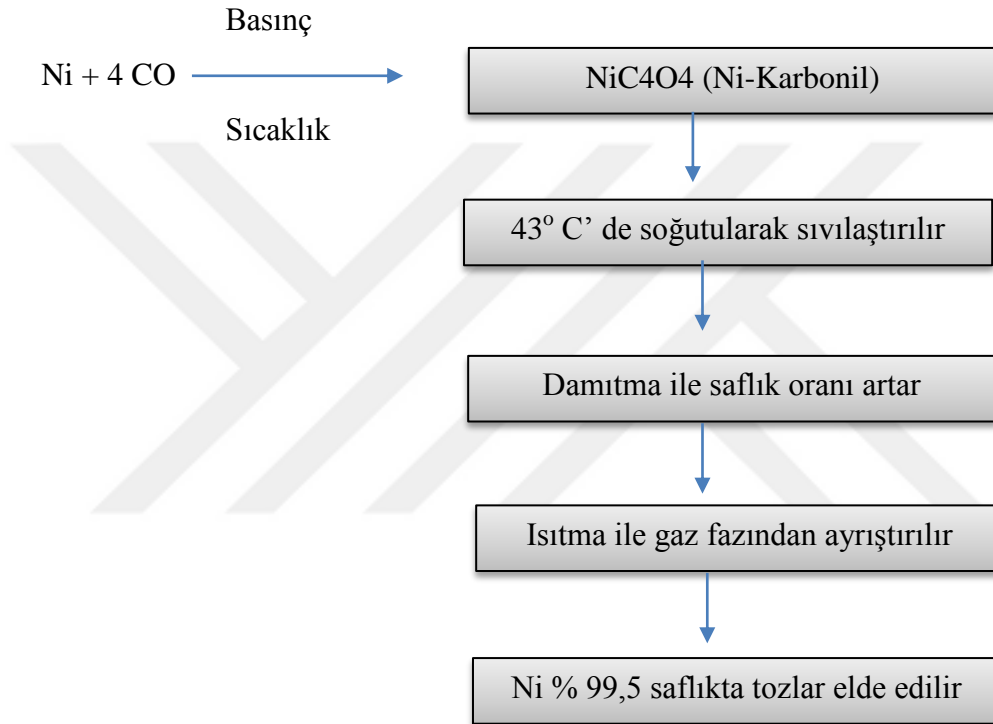 Basınç
Ni + 4 CO
Sıcaklık
NiC4O4 (Ni-Karbonil)
43° C’ de soğutularak sıvılaştırılır
Damıtma ile saflık oranı artar
Isıtma ile gaz fazından ayrıştırılır
Ni % 99,5 saflıkta tozlar elde edilir